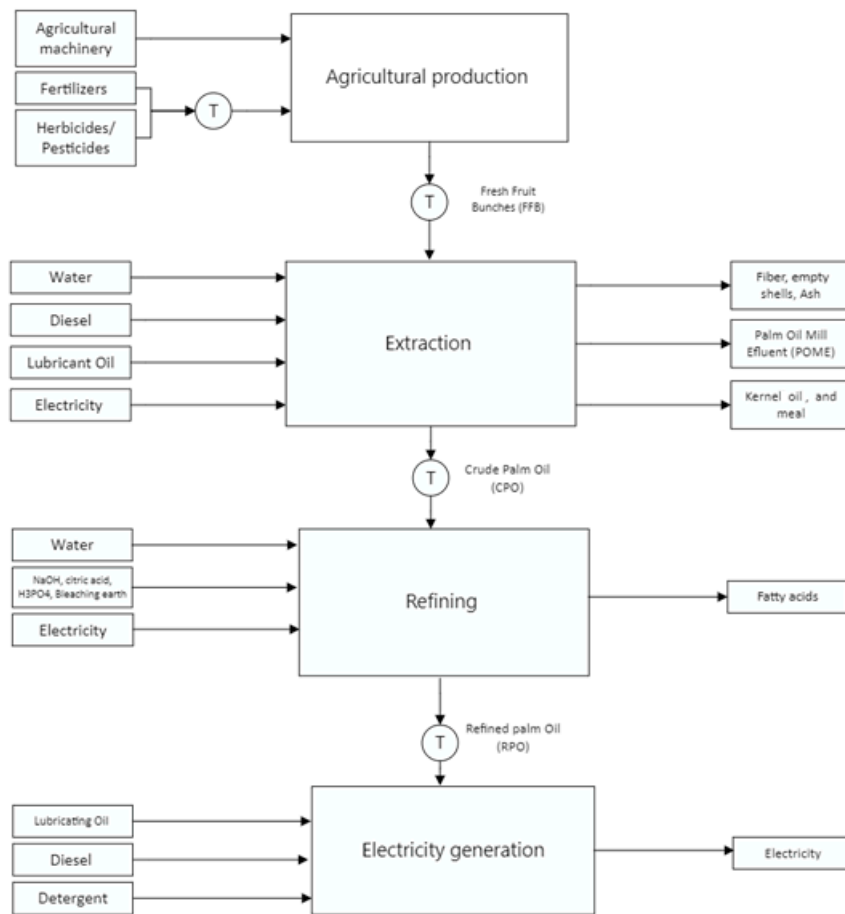 Agricultural
machinery
Agricultural production
Fertilizers
T
Herbicides/
Pesticides
T
Fresh Fruit
Bunches (FFB)
Water
Diesel
Lubricant Oil
Electricity
Extraction
Fiber, empty
shells, Ash
Palm Oil Mill
Efluent (POME)
Kernel oil , and
meal
T
Crude Palm Oil
(CPO)
Water
NaOH, citric acid,
H3PO4, Bleaching earth
Electricity
Refining
Fatty acids
T
Refined palm Oil
(RPO)
Lubricating Oil
Diesel
Detergent
Electricity generation
Electricity